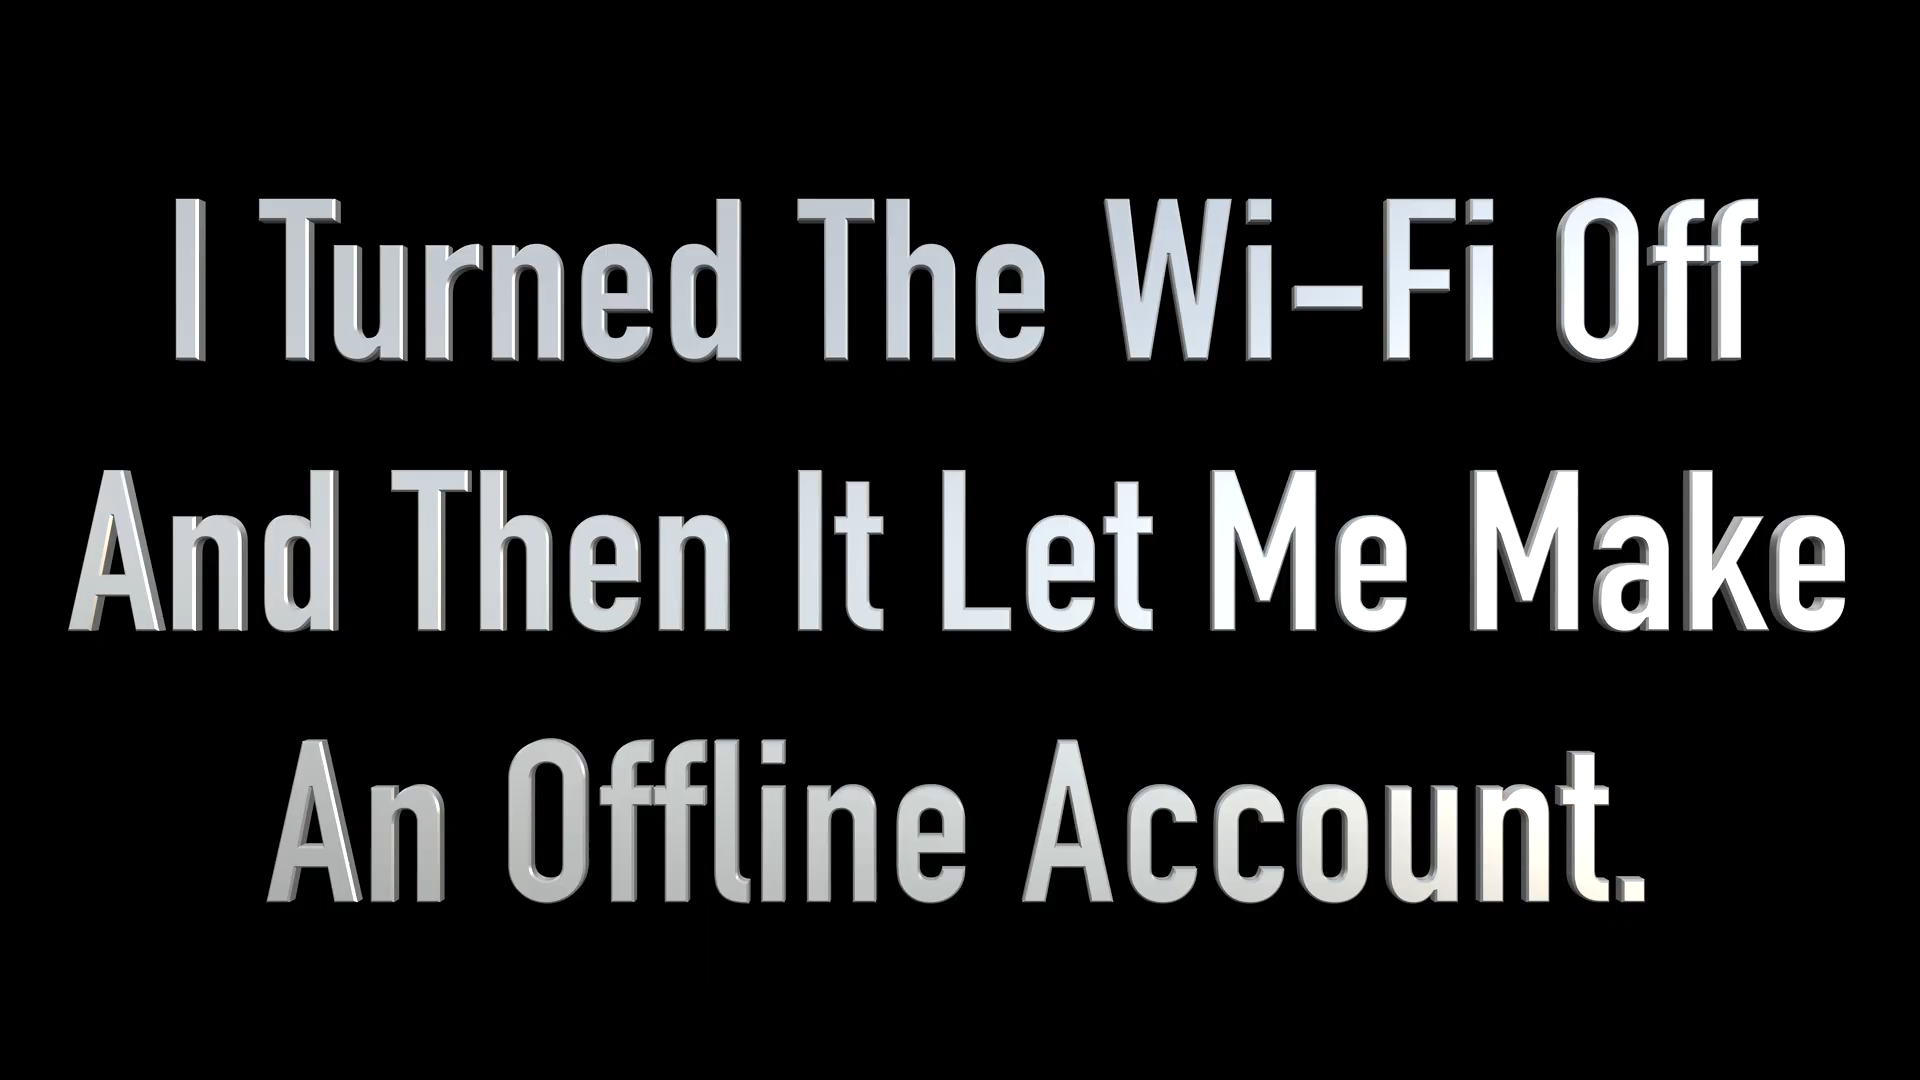 I Turned The Wi-Fi Off
And Then It Let Me Make
An Offline Account.